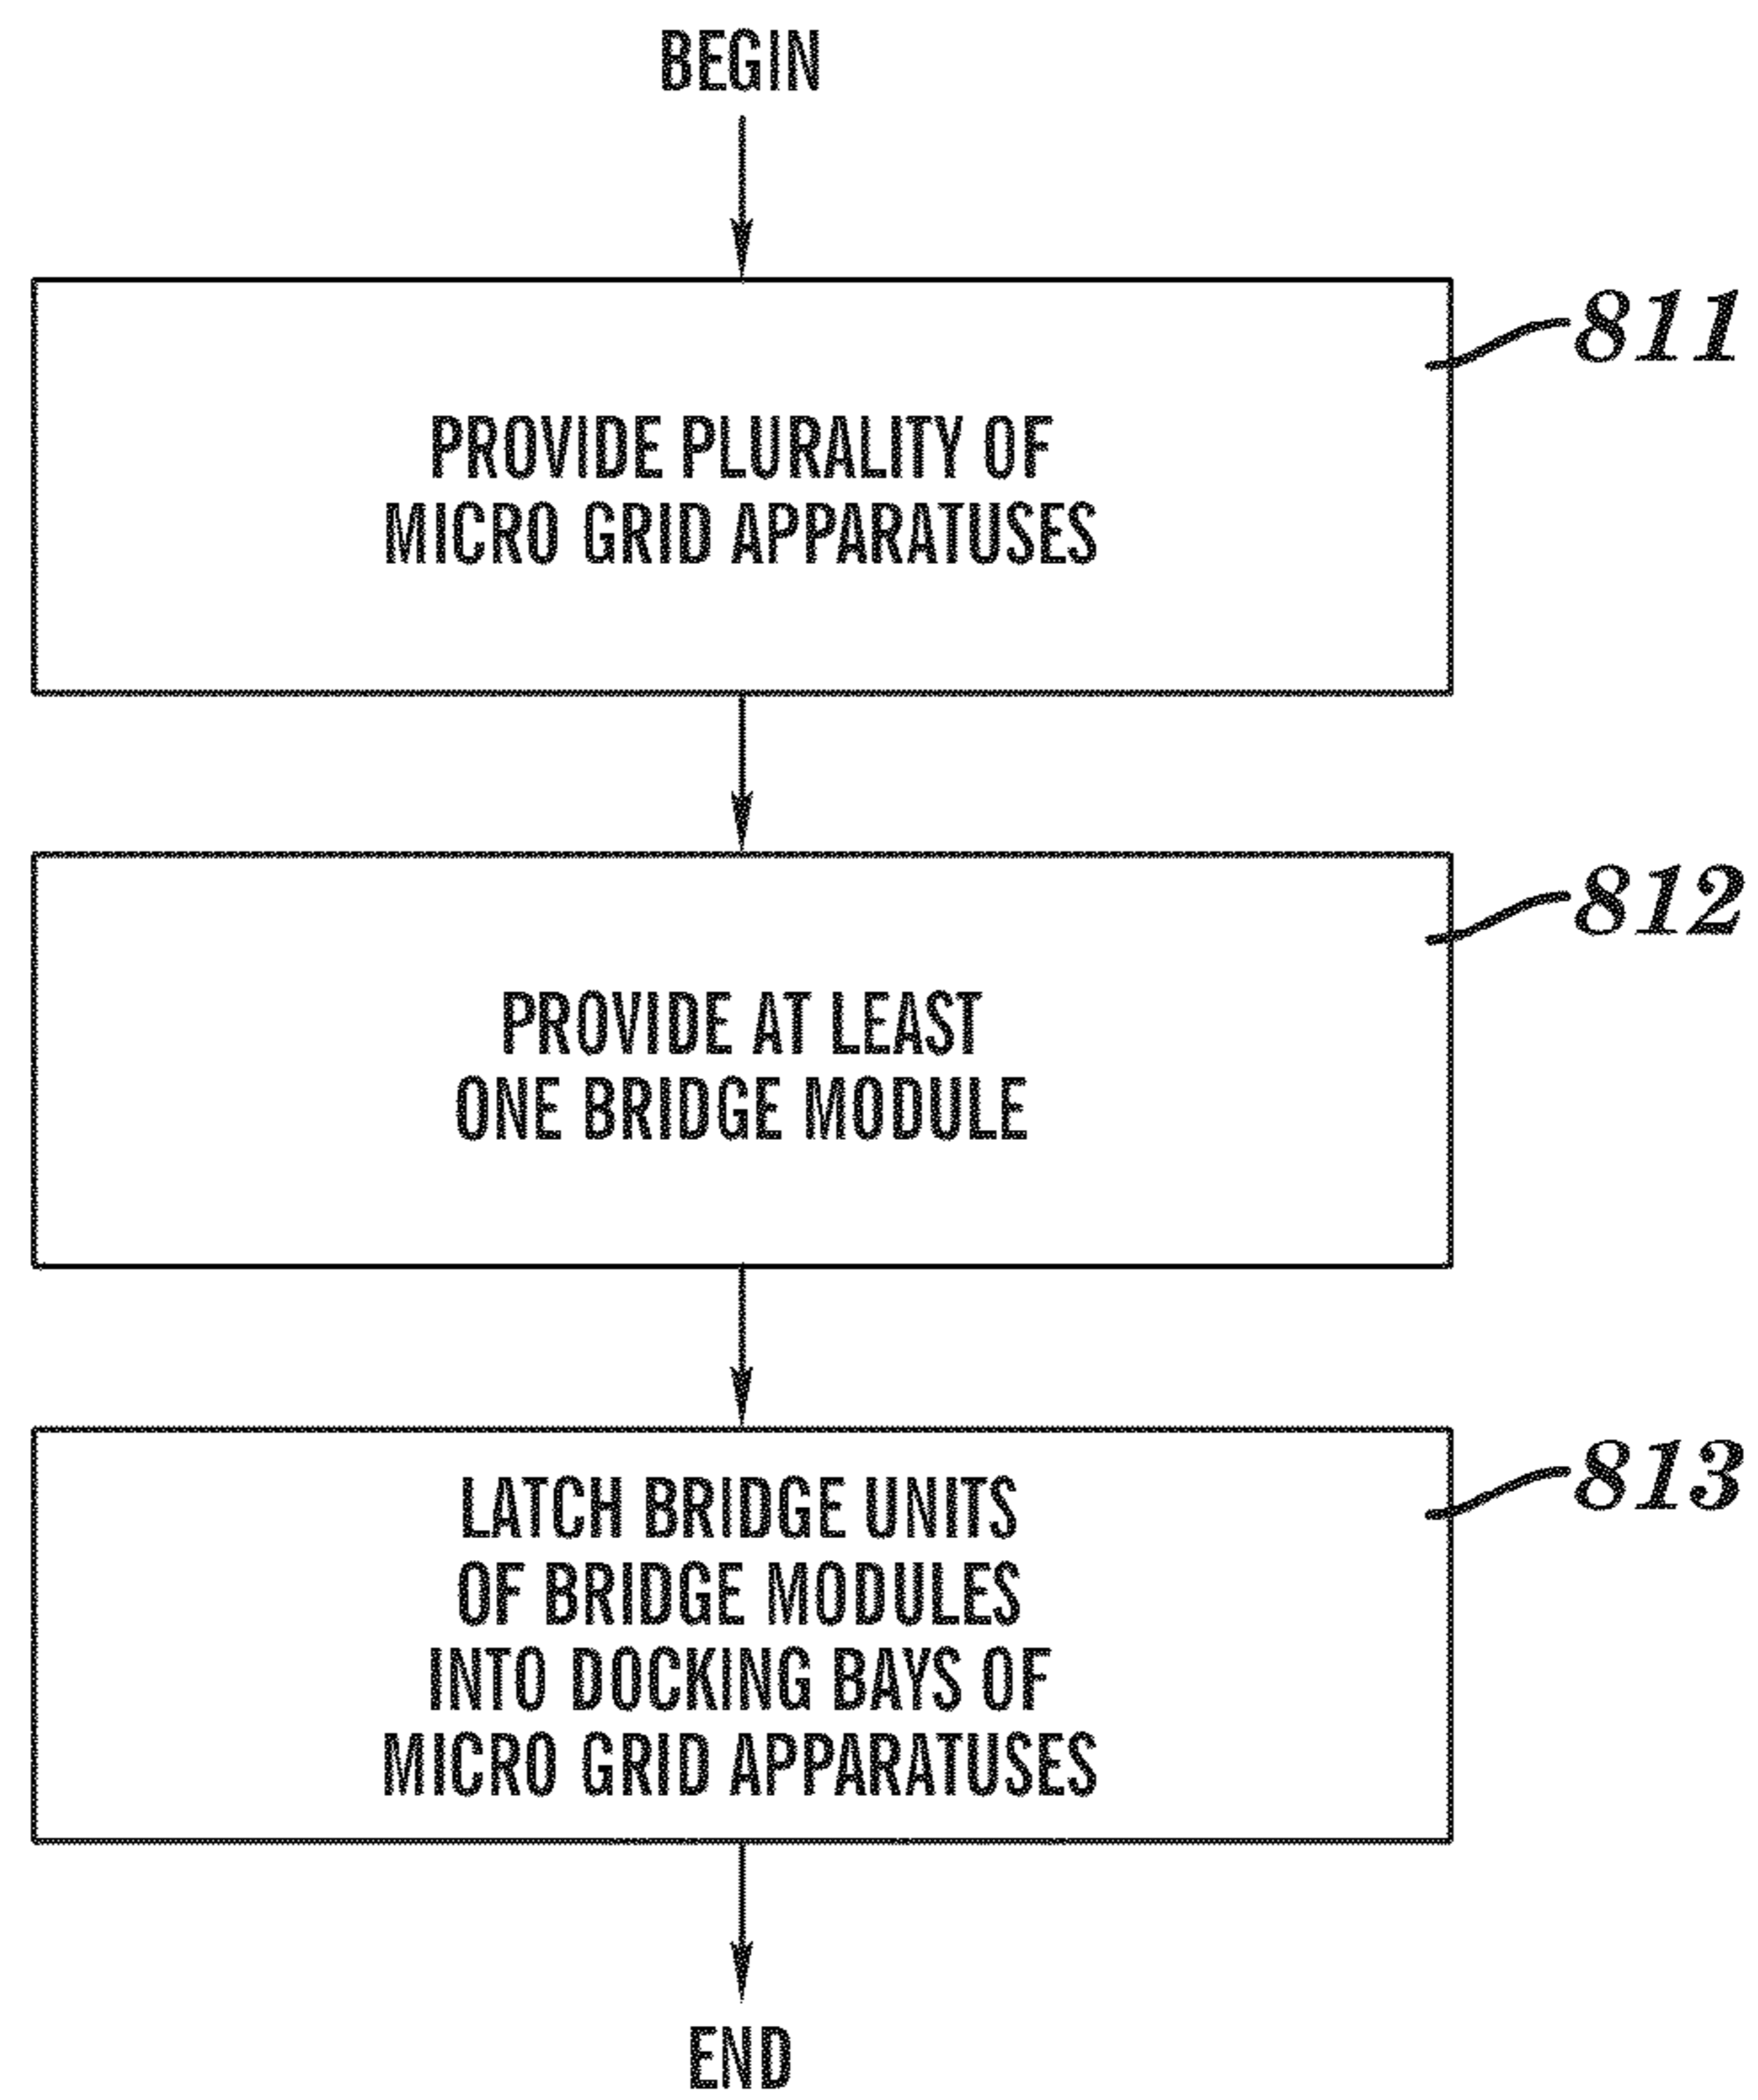 BEGIN
811
PROVIDE PLURALITY OF
MICRO GRID APPARATUSES
812
PROVIDE AT LEAST
ONE BRIDGE MODULE
813
LATCH BRIDGE UNITS
OF BRIDGE MODULES
INTO DOCKING BAYS OF
MICRO GRID APPARATUSES
END